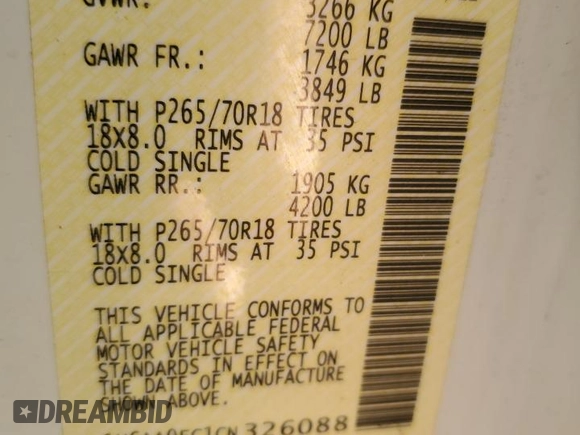 GVWR: 3266 KG
7200 LB
GAWR FR.: 1746 KG
3849 LB
WITH P265/70R18 TIRES
18X8.0 RIMS AT 35 PSI
COLD SINGLE
GAWR RR.: 1905 KG
4200 LB
WITH P265/70R18 TIRES
18X8.0 RIMS AT 35 PSI
COLD SINGLE
THIS VEHICLE CONFORMS TO
ALL APPLICABLE FEDERAL
MOTOR VEHICLE SAFETY
STANDARDS IN EFFECT ON
THE DATE OF MANUFACTURE
SHOWN ABOVE.
326088
DREAMBID